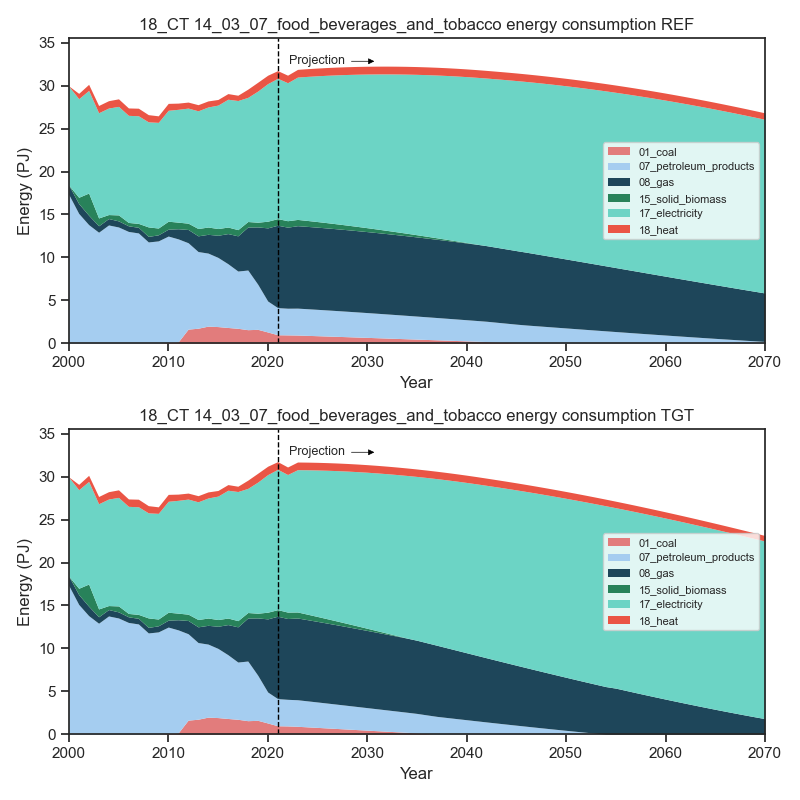 18_CT 14_03_07_food_beverages_and_tobacco energy consumption REF
35
30
25
20
15
10
5
0
Energy (PJ)
Projection
01_coal
07_petroleum_products
08_gas
15_solid_biomass
17_electricity
18_heat
2000 2010 2020 2030 2040 2050 2060 2070
Year
18_CT 14_03_07_food_beverages_and_tobacco energy consumption TGT
35
30
25
20
15
10
5
0
Energy (PJ)
Projection
01_coal
07_petroleum_products
08_gas
15_solid_biomass
17_electricity
18_heat
2000 2010 2020 2030 2040 2050 2060 2070
Year